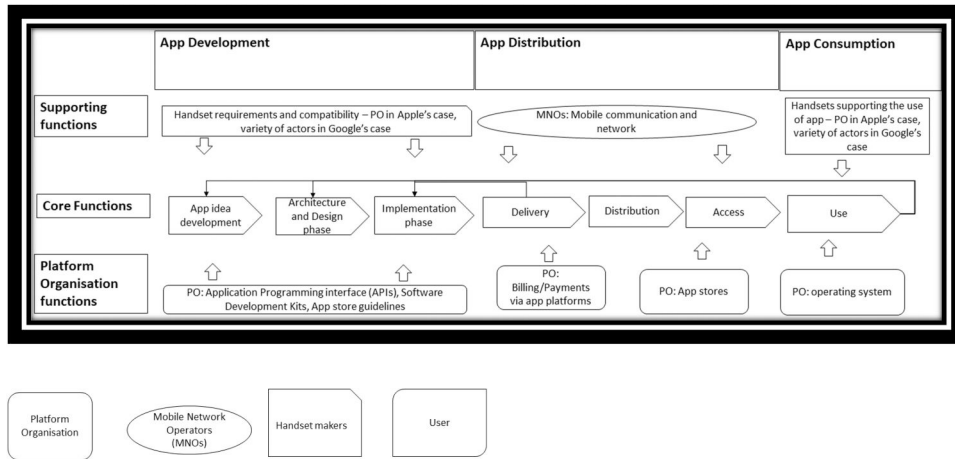 App Development
App Distribution
App Consumption
Supporting
functions
Handset requirements and compatibility – PO in Apple's case,
variety of actors in Google's case
MNOs: Mobile communication and
network
Handsets supporting the use
of app – PO in Apple's case,
variety of actors in Google's
case
Core Functions
App idea
development
Architecture
and Design
phase
Implementation
phase
Delivery
Distribution
Access
Use
Platform
Organisation
functions
PO: Application Programming interface (APIs), Software
Development Kits, App store guidelines
PO:
Billing/Payments
via app platforms
PO: App stores
PO: operating system
Platform
Organisation
Mobile Network
Operators
(MNOs)
Handset makers
User